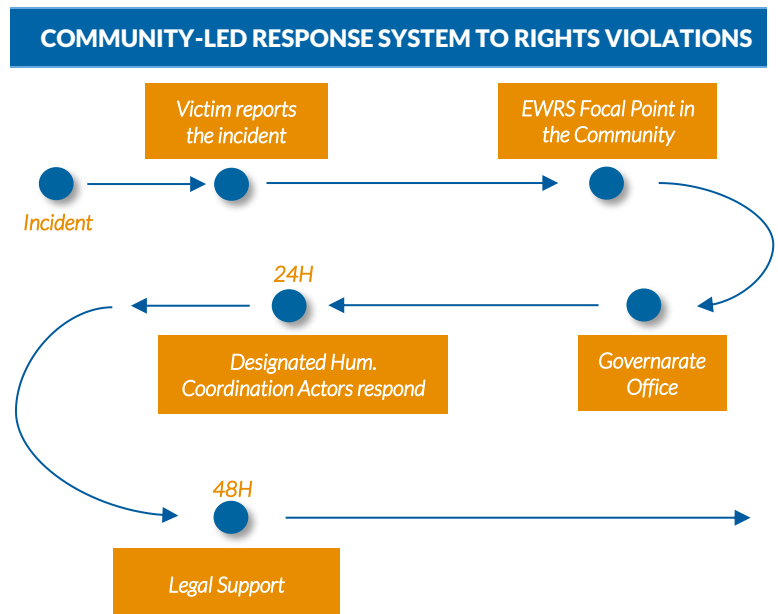 COMMUNITY-LED RESPONSE SYSTEM TO RIGHTS VIOLATIONS
Victim reports
the incident
EWRS Focal Point in
the Community
Incident
24H
Designated Hum.
Coordination Actors respond
Governarate
Office
48H
Legal Support